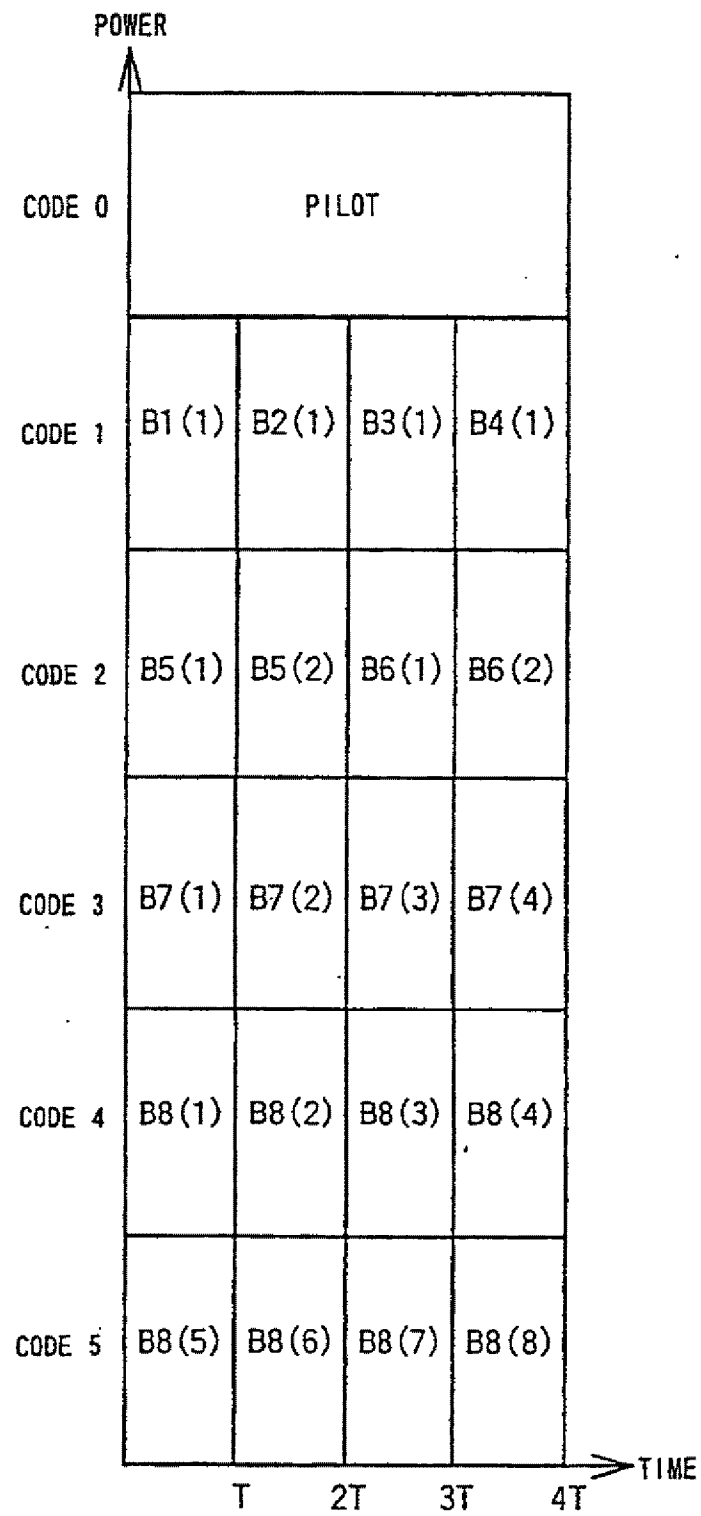 POWER
CODE 0 PILOT
CODE 1 B1(1) B2(1) B3(1) B4(1)
CODE 2 B5(1) B5(2) B6(1) B6(2)
CODE 3 B7(1) B7(2) B7(3) B7(4)
CODE 4 B8(1) B8(2) B8(3) B8(4)
CODE 5 B8(5) B8(6) B8(7) B8(8)
TIME
T 2T 3T 4T